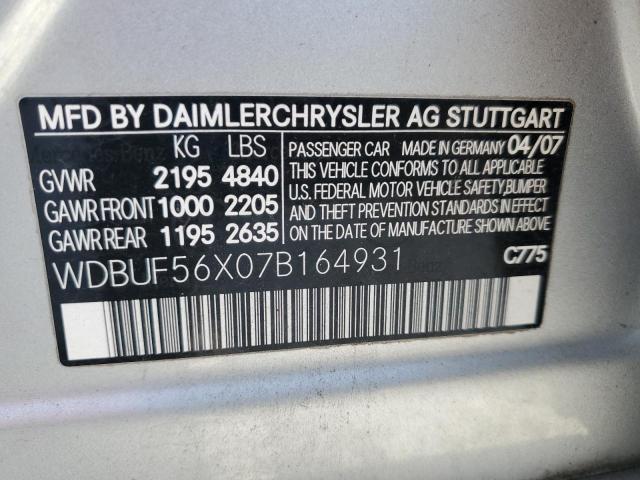 MFD BY DAIMLERCHRYSLER AG STUTTGART
KG LBS
GVWR 2195 4840
GAWR FRONT 1000 2205
GAWR REAR 1195 2635
PASSENGER CAR MADE IN GERMANY 04/07
THIS VEHICLE CONFORMS TO ALL APPLICABLE
U.S. FEDERAL MOTOR VEHICLE SAFETY, BUMPER
AND THEFT PREVENTION STANDARDS IN EFFECT
ON THE DATE OF MANUFACTURE SHOWN ABOVE.
WDBUF56X07B164931
C775